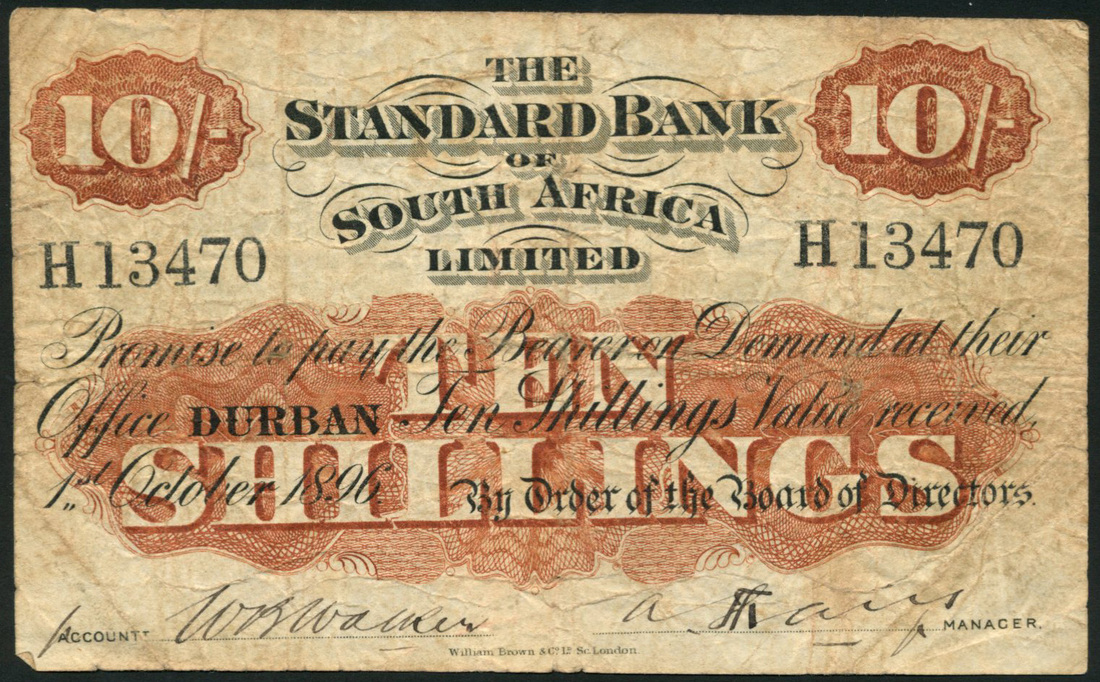 10/- 10/-
THE
STANDARD BANK
OF
SOUTH AFRICA
LIMITED
H 13470 H 13470
Promise to pay the Bearer on Demand at their
Office DURBAN Ten Shillings Value received,
1st October 1896.
By Order of the Board of Directors.
TEN
SHILLINGS
p ACCOUNTT MANAGER.
William Brown & Co. Ld. Sc. London